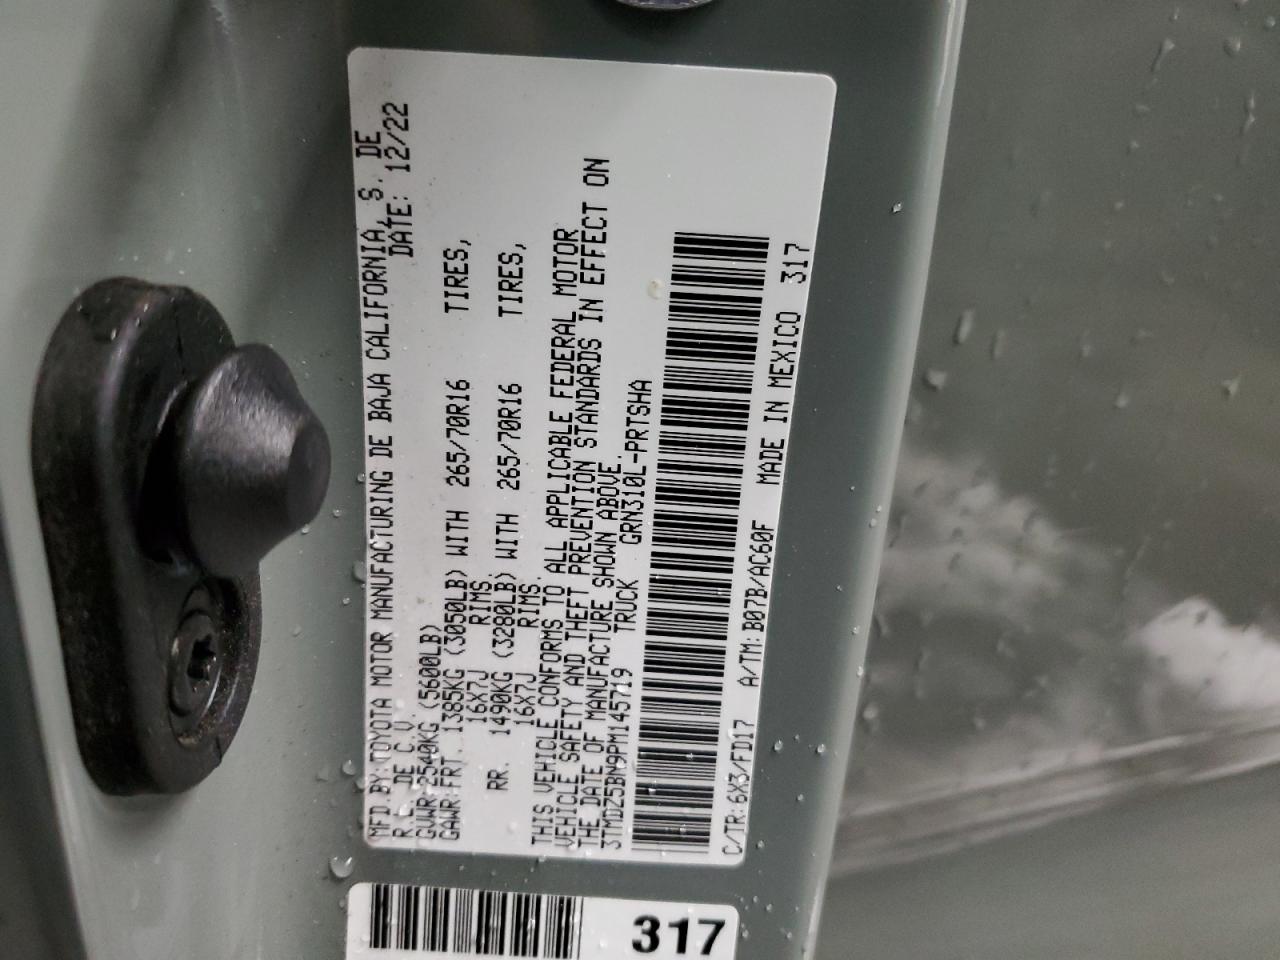 MFD.BY:TOYOTA MOTOR MANUFACTURING DE BAJA CALIFORNIA, S. DE
R.L. DE C.V. DATE: 12/22
GVWR:2540KG (5600LB)
GAWR:FRT. 1385KG (3050LB) WITH 265/70R16 TIRES,
16X7J RIMS.
RR. 1490KG (3280LB) WITH 265/70R16 TIRES,
16X7J RIMS.
THIS VEHICLE CONFORMS TO ALL APPLICABLE FEDERAL MOTOR
VEHICLE SAFETY AND THEFT PREVENTION STANDARDS IN EFFECT ON
THE DATE OF MANUFACTURE SHOWN ABOVE.
3TMDZ5BN9PM145719 TRUCK GRN310L-PRTSHA
C/TR:6X3/FD17 A/TM:B07B/AC60F MADE IN MEXICO 317
317